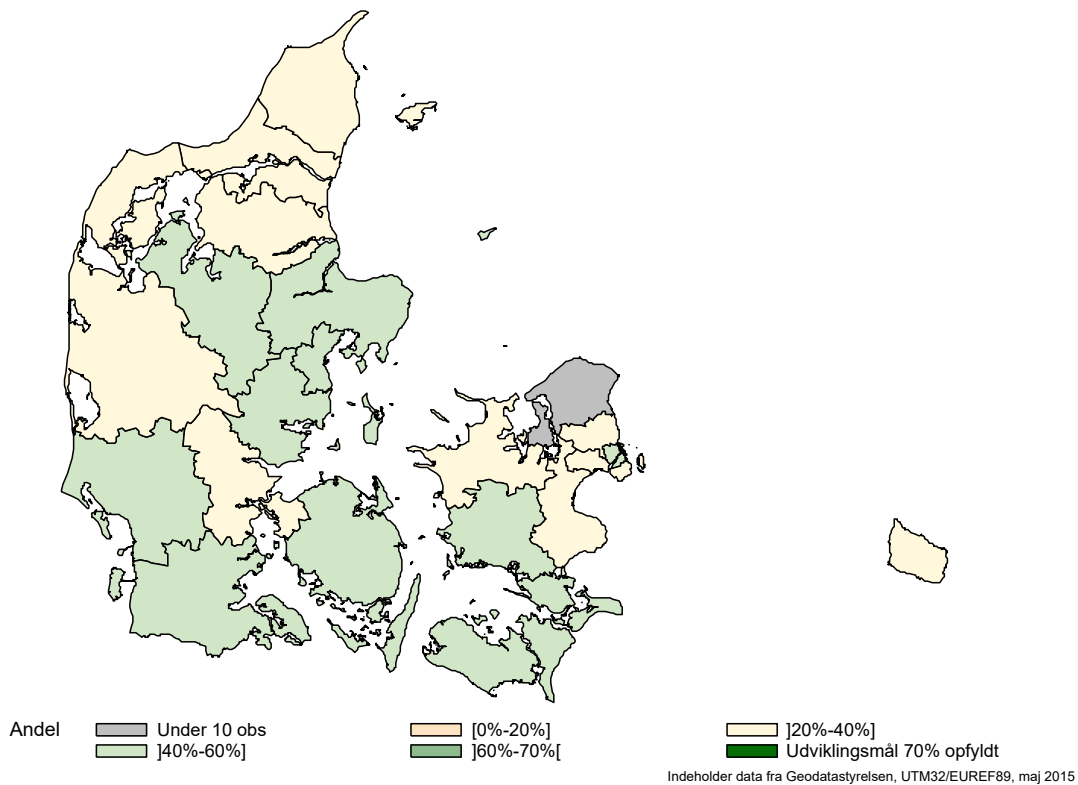 Andel Under 10 obs [0%-20%] ]20%-40%]
]40%-60%] ]60%-70%[ Udviklingsmål 70% opfyldt
Indeholder data fra Geodatastyrelsen, UTM32/EUREF89, maj 2015